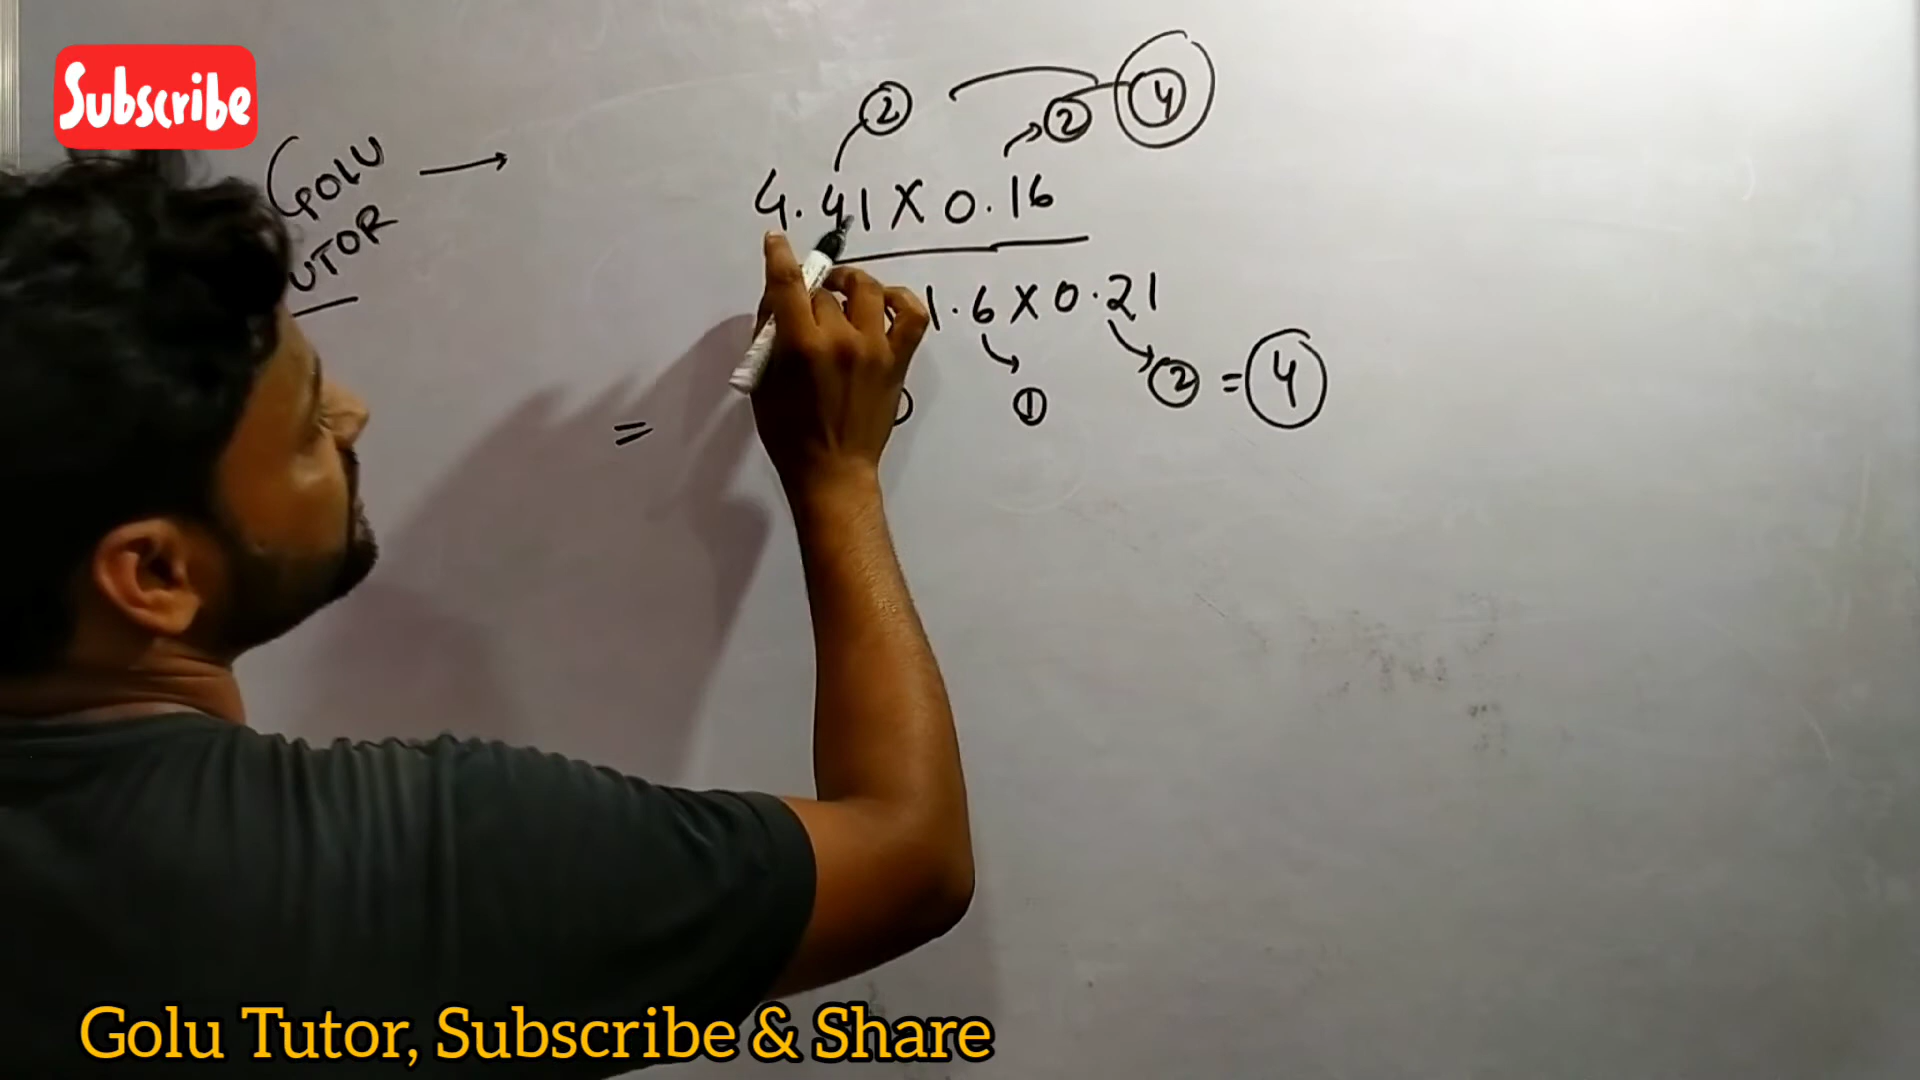 Subscribe
GOLU
UTOR
2
2
4
4.41 X 0.16
1.6 X 0.21
1
2 = 4
=
Golu Tutor, Subscribe & Share